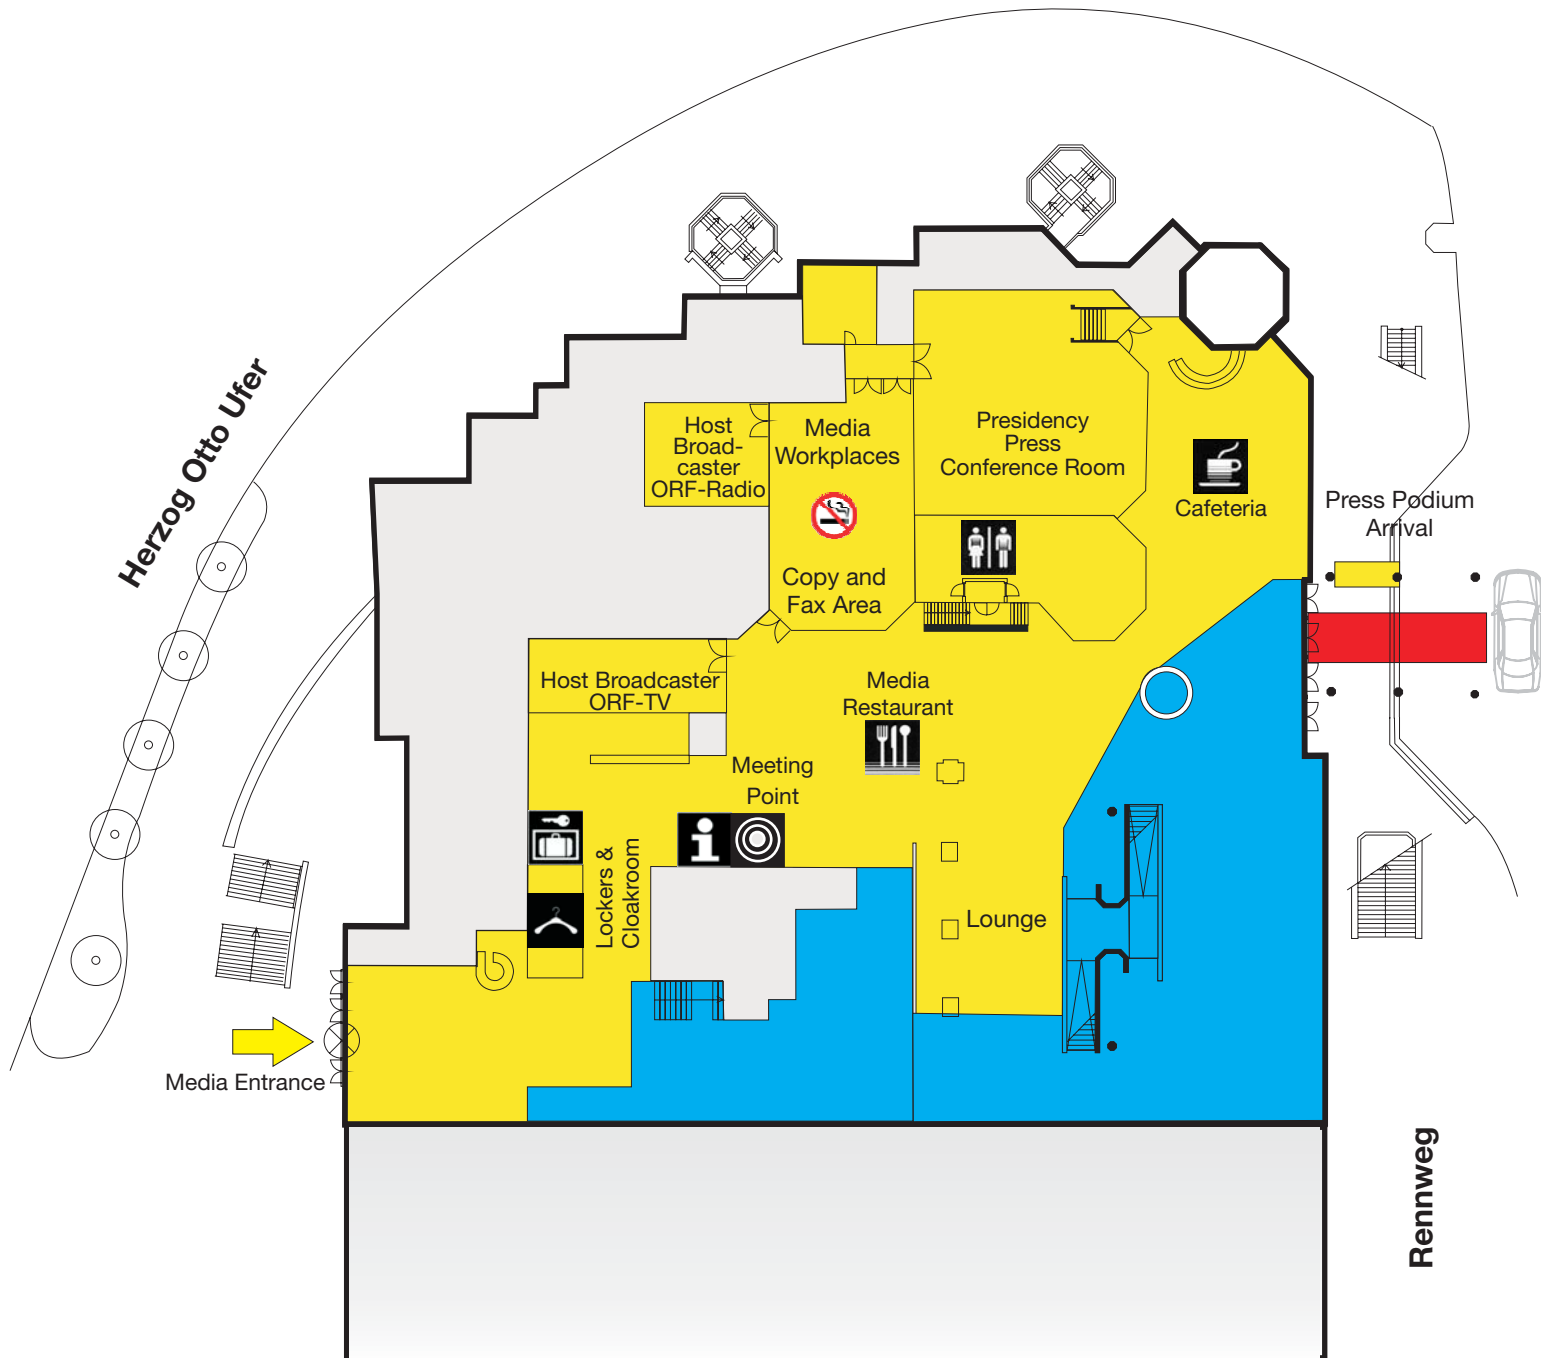 Herzog Otto Ufer
Host
Broad-
caster
ORF-Radio
Media
Workplaces
Presidency
Press
Conference Room
Cafeteria
Press Podium
Arrival
Copy and
Fax Area
Host Broadcaster
ORF-TV
Media
Restaurant
Meeting
Point
Lockers &
Cloakroom
Lounge
Media Entrance
Rennweg